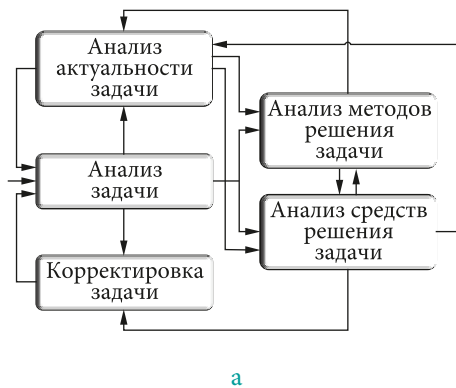 Анализ
актуальности
задачи
Анализ методов
решения
задачи
Анализ
задачи
Анализ средств
решения
задачи
Корректировка
задачи
а